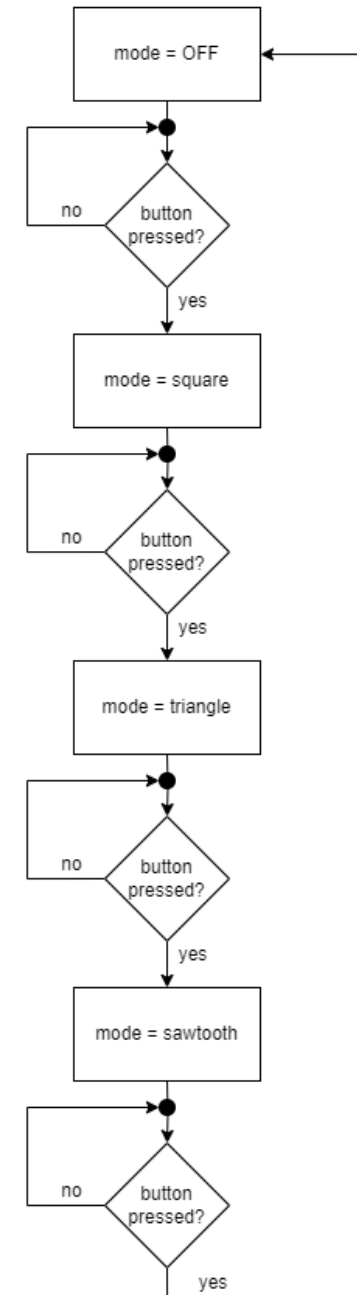 mode = OFF
button
pressed?
no
yes
mode = square
button
pressed?
no
yes
mode = triangle
button
pressed?
no
yes
mode = sawtooth
button
pressed?
no
yes